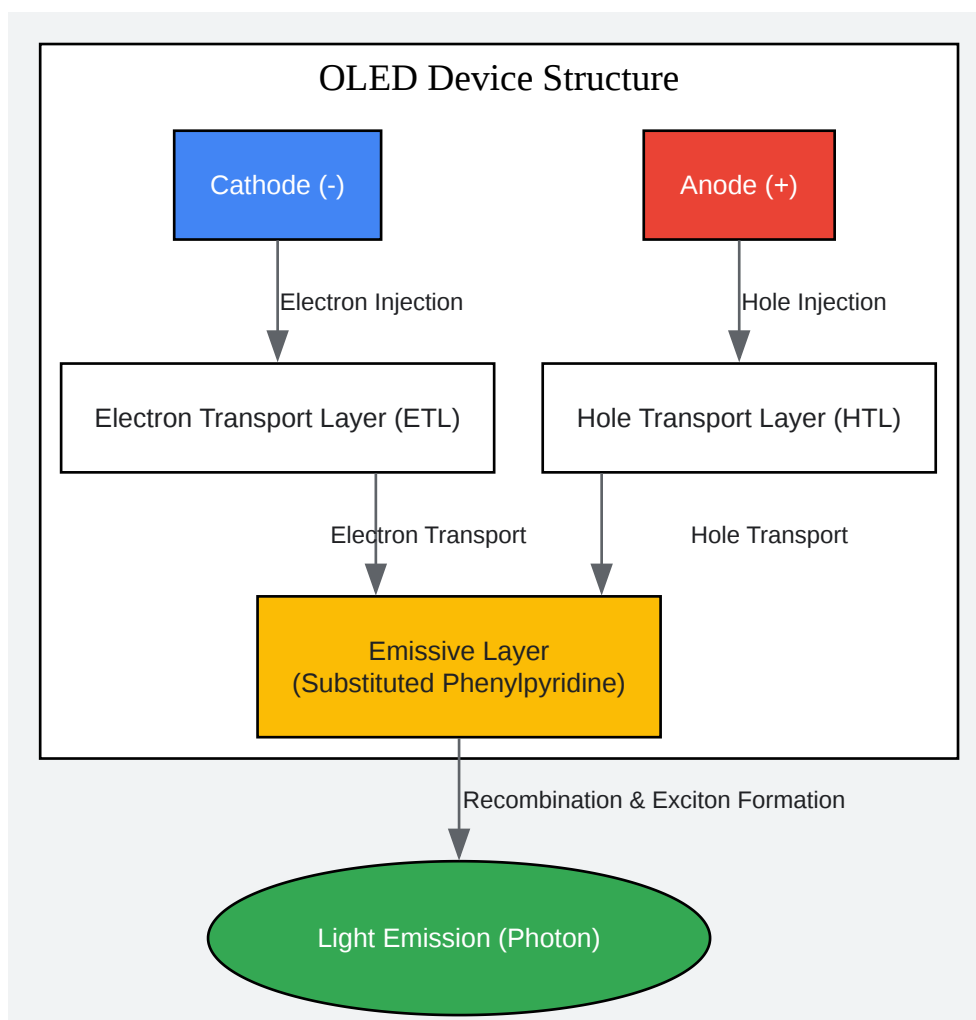 OLED Device Structure
Cathode (-)
Anode (+)
Electron Injection
Hole Injection
Electron Transport Layer (ETL)
Hole Transport Layer (HTL)
Electron Transport
Hole Transport
Emissive Layer
(Substituted Phenylpyridine)
Recombination & Exciton Formation
Light Emission (Photon)